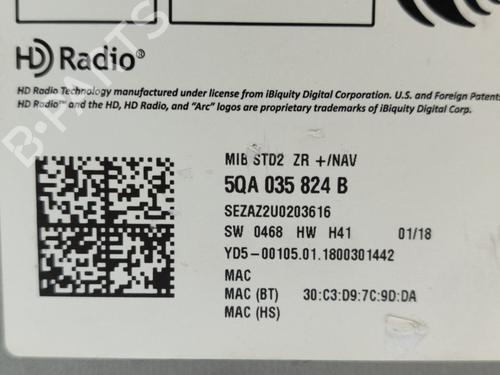 HD Radio®
HD Radio Technology manufactured under license from iBiquity Digital Corporation. U.S. and Foreign Patents
HD Radio™ and the HD, HD Radio, and “Arc” logos are proprietary trademarks of iBiquity Digital Corp.
MIB STD2 ZR +/NAV
5QA 035 824 B
SEZAZ2U0203616
SW 0468 HW H41 01/18
YD5-00105.01.1800301442
MAC
MAC (BT) 30:C3:D9:7C:9D:DA
MAC (HS)
B-PARTS